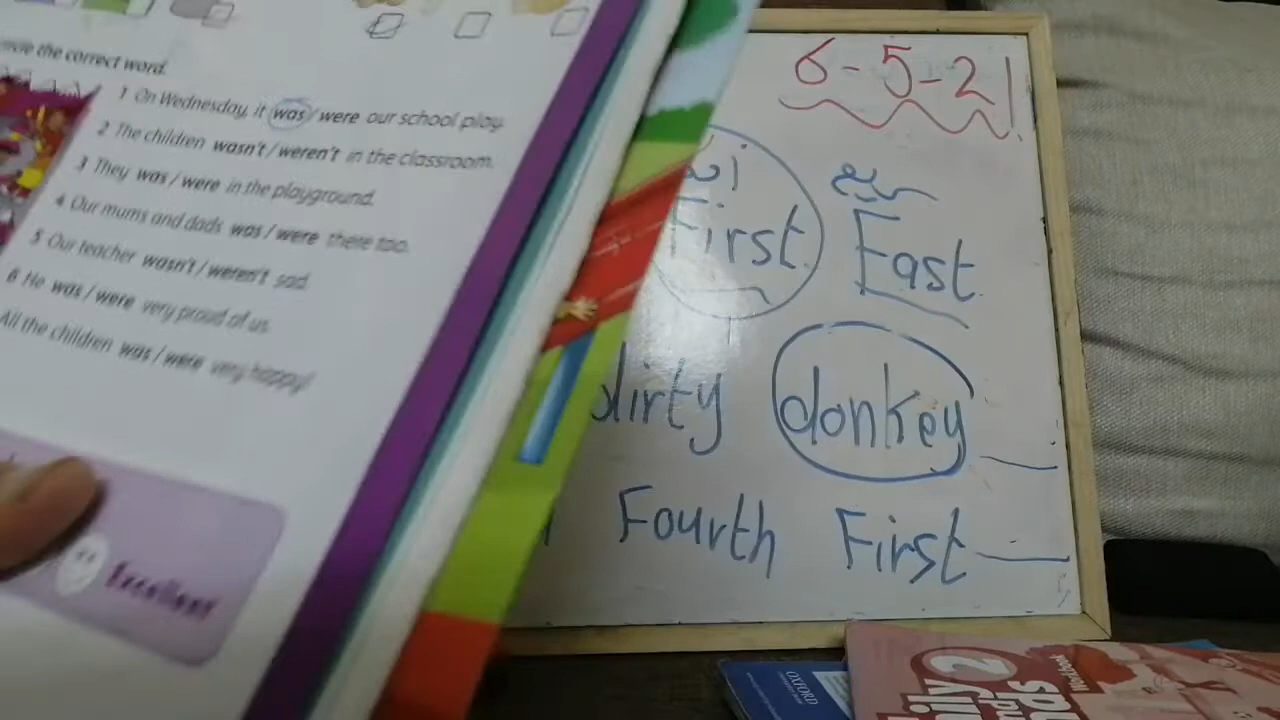 the correct word.
1 On Wednesday, it was / were our school play.
2 The children wasn't / weren't in the classroom.
3 They was / were in the playground.
4 Our mums and dads was / were there too.
5 Our teacher wasn't / weren't sad.
6 He was / were very proud of us.
All the children was / were very happy!
Excellent
6-5-21
First East
dirty donkey
Fourth First
OXFORD
2
Workbook